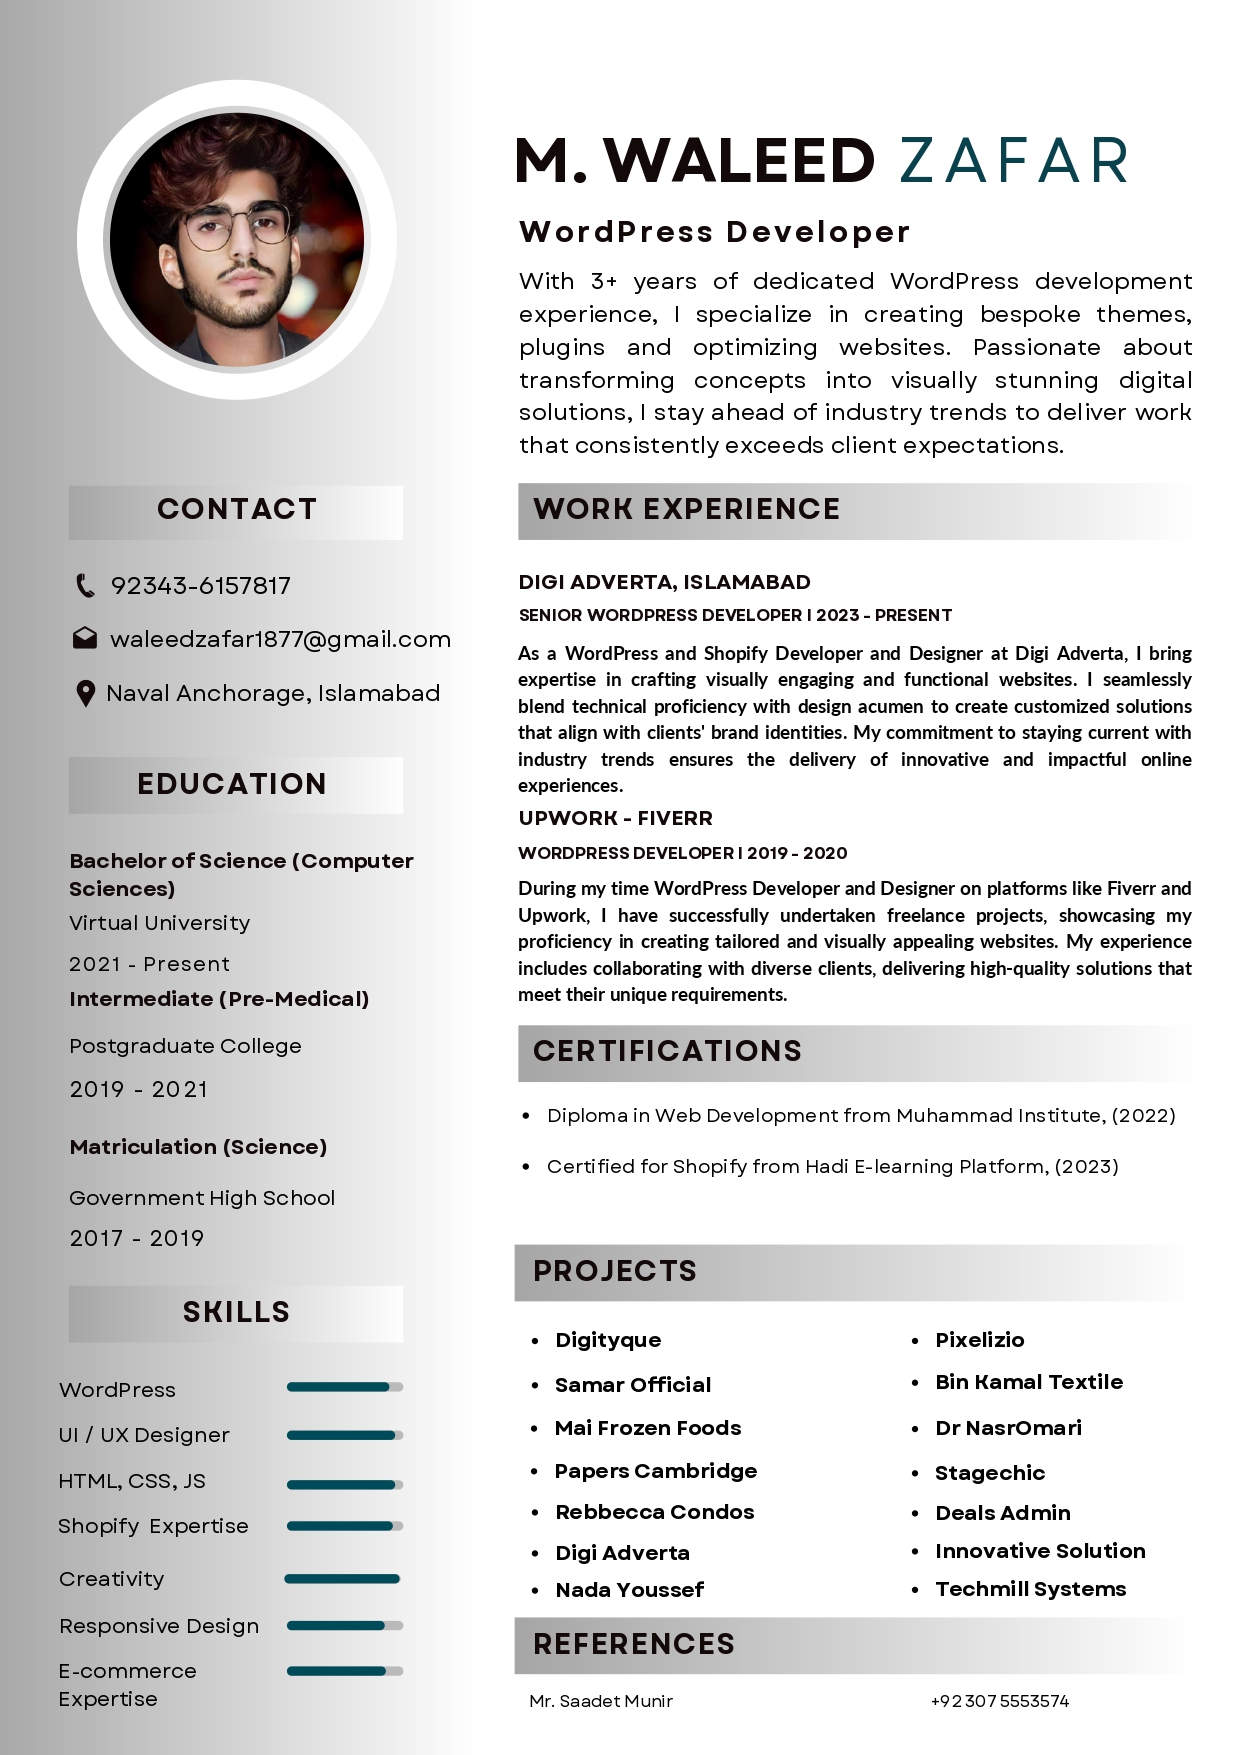 M. WALEED ZAFAR
WordPress Developer
With 3+ years of dedicated WordPress development
experience, I specialize in creating bespoke themes,
plugins and optimizing websites. Passionate about
transforming concepts into visually stunning digital
solutions, I stay ahead of industry trends to deliver work
that consistently exceeds client expectations.
CONTACT
92343-6157817
waleedzafar1877@gmail.com
Naval Anchorage, Islamabad
EDUCATION
Bachelor of Science (Computer
Sciences)
Virtual University
2021 - Present
Intermediate (Pre-Medical)
Postgraduate College
2019 - 2021
Matriculation (Science)
Government High School
2017 - 2019
SKILLS
WordPress
UI / UX Designer
HTML, CSS, JS
Shopify Expertise
Creativity
Responsive Design
E-commerce
Expertise
WORK EXPERIENCE
DIGI ADVERTA, ISLAMABAD
SENIOR WORDPRESS DEVELOPER I 2023 - PRESENT
As a WordPress and Shopify Developer and Designer at Digi Adverta, I bring
expertise in crafting visually engaging and functional websites. I seamlessly
blend technical proficiency with design acumen to create customized solutions
that align with clients' brand identities. My commitment to staying current with
industry trends ensures the delivery of innovative and impactful online
experiences.
UPWORK - FIVERR
WORDPRESS DEVELOPER I 2019 - 2020
During my time WordPress Developer and Designer on platforms like Fiverr and
Upwork, I have successfully undertaken freelance projects, showcasing my
proficiency in creating tailored and visually appealing websites. My experience
includes collaborating with diverse clients, delivering high-quality solutions that
meet their unique requirements.
CERTIFICATIONS
• Diploma in Web Development from Muhammad Institute, (2022)
• Certified for Shopify from Hadi E-learning Platform, (2023)
PROJECTS
• Digityque
• Samar Official
• Mai Frozen Foods
• Papers Cambridge
• Rebbecca Condos
• Digi Adverta
• Nada Youssef
• Pixelizio
• Bin Kamal Textile
• Dr NasrOmari
• Stagechic
• Deals Admin
• Innovative Solution
• Techmill Systems
REFERENCES
Mr. Saadet Munir
+92 307 5553574